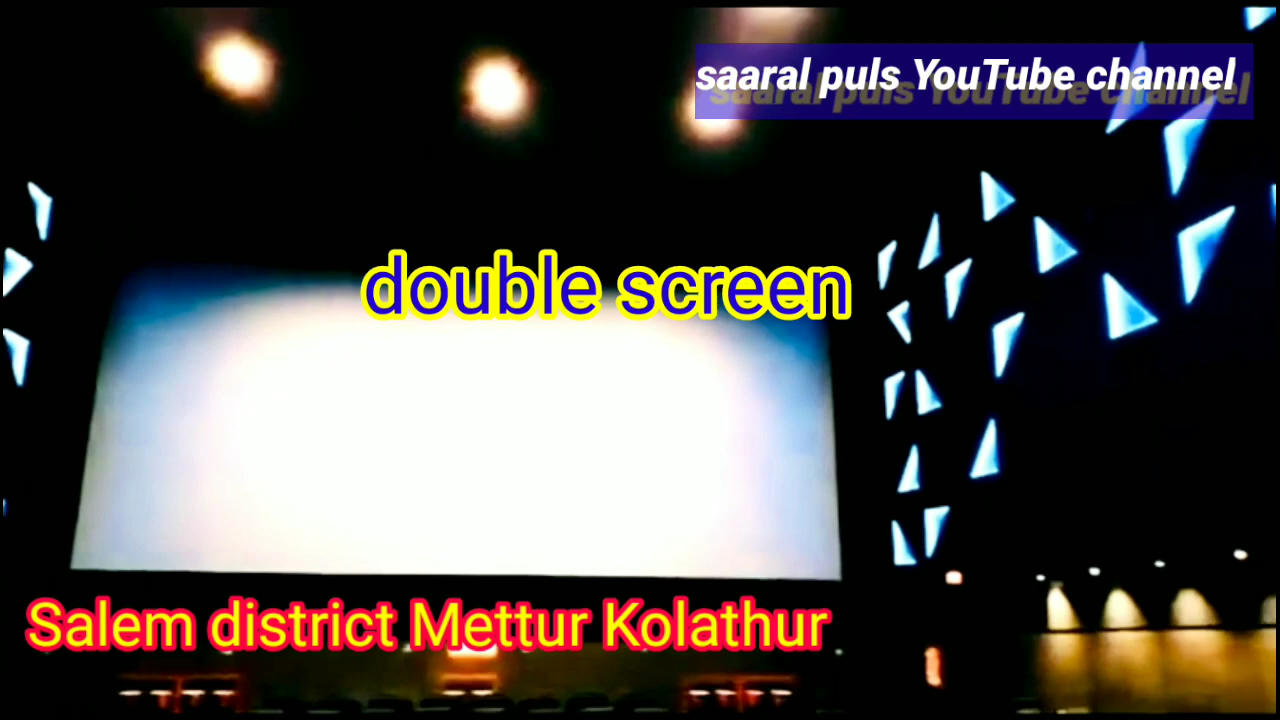 saaral puls YouTube channel
double screen
Salem district Mettur Kolathur